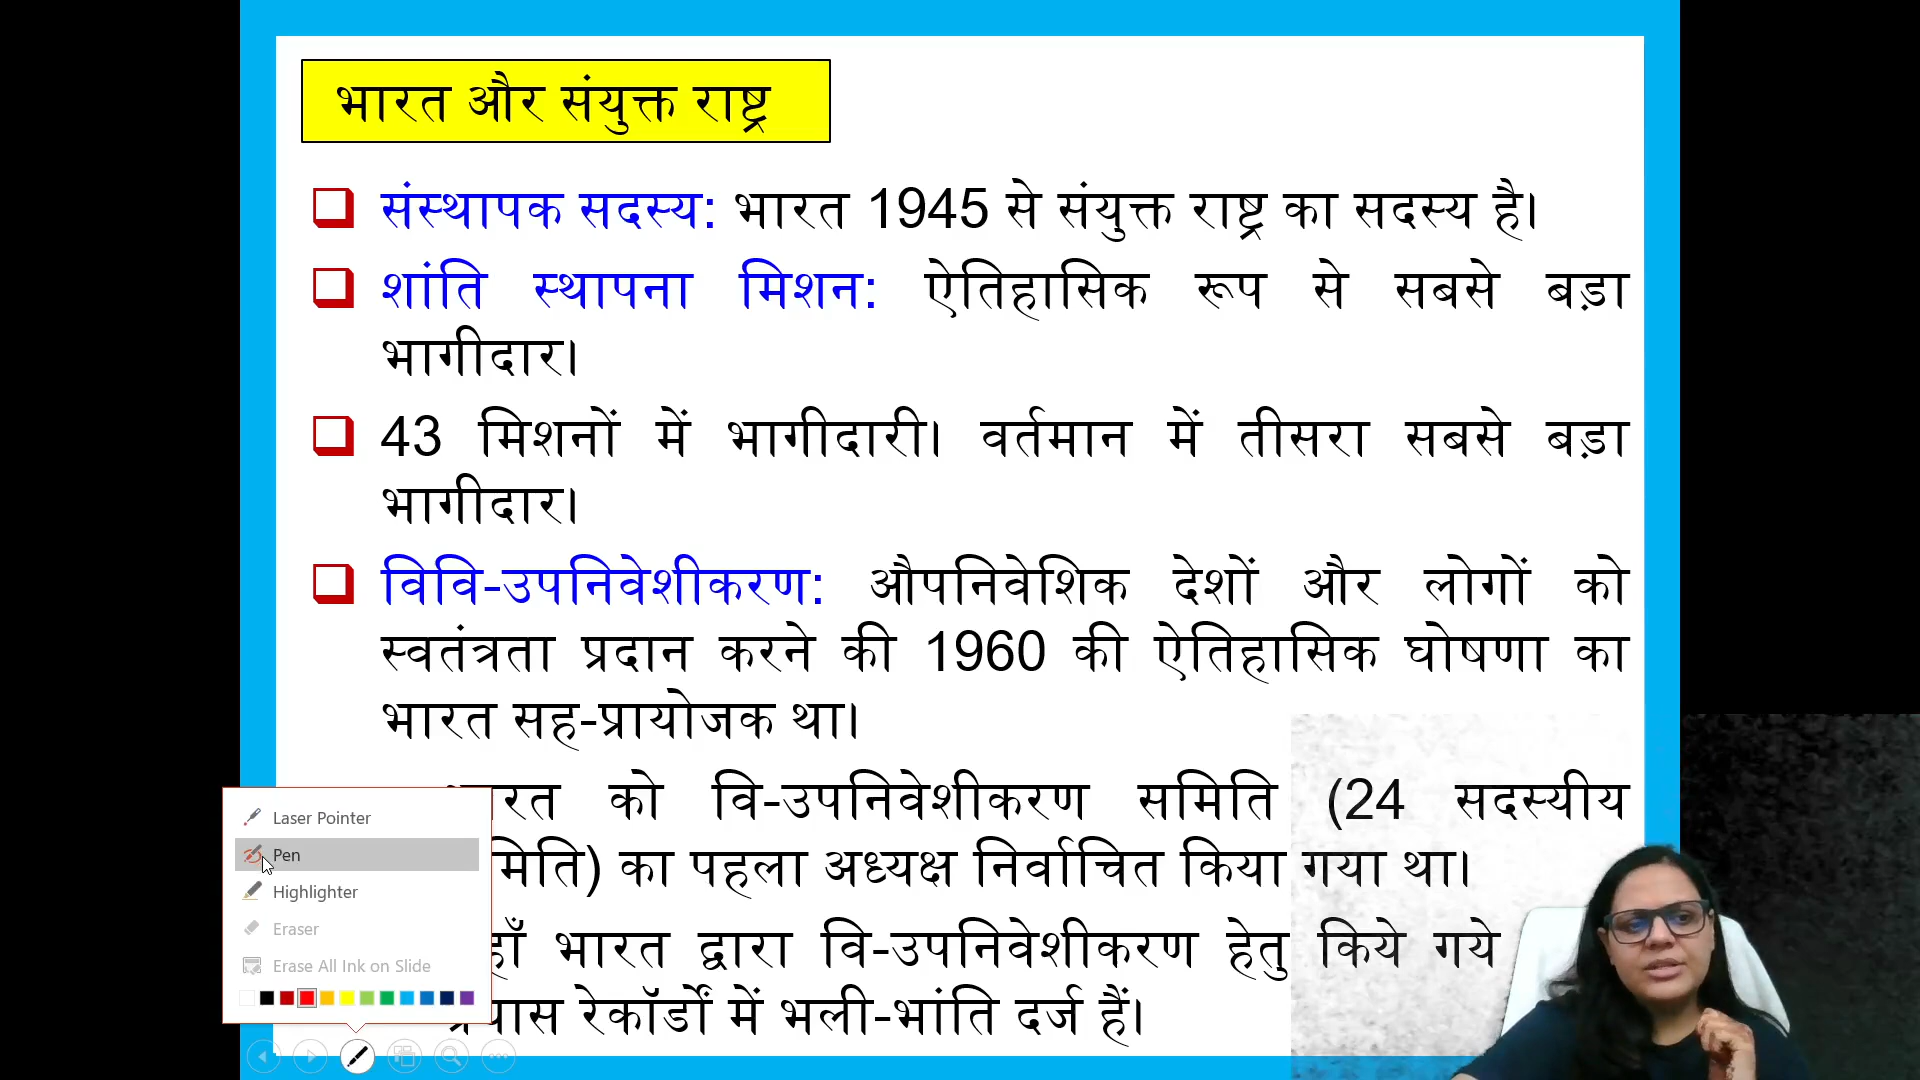 भारत और संयुक्त राष्ट्र
संस्थापक सदस्य: भारत 1945 से संयुक्त राष्ट्र का सदस्य है।
शांति स्थापना मिशन: ऐतिहासिक रूप से सबसे बड़ा
भागीदार।
43 मिशनों में भागीदारी। वर्तमान में तीसरा सबसे बड़ा
भागीदार।
विवि-उपनिवेशीकरण: औपनिवेशिक देशों और लोगों को
स्वतंत्रता प्रदान करने की 1960 की ऐतिहासिक घोषणा का
भारत सह-प्रायोजक था।
को वि-उपनिवेशीकरण समिति (24 सदस्यीय
का पहला अध्यक्ष निर्वाचित किया गया था।
भारत द्वारा वि-उपनिवेशीकरण हेतु किये गये
रेकॉर्डों में भली-भांति दर्ज हैं।
Laser Pointer
Pen
Highlighter
Eraser
Erase All Ink on Slide